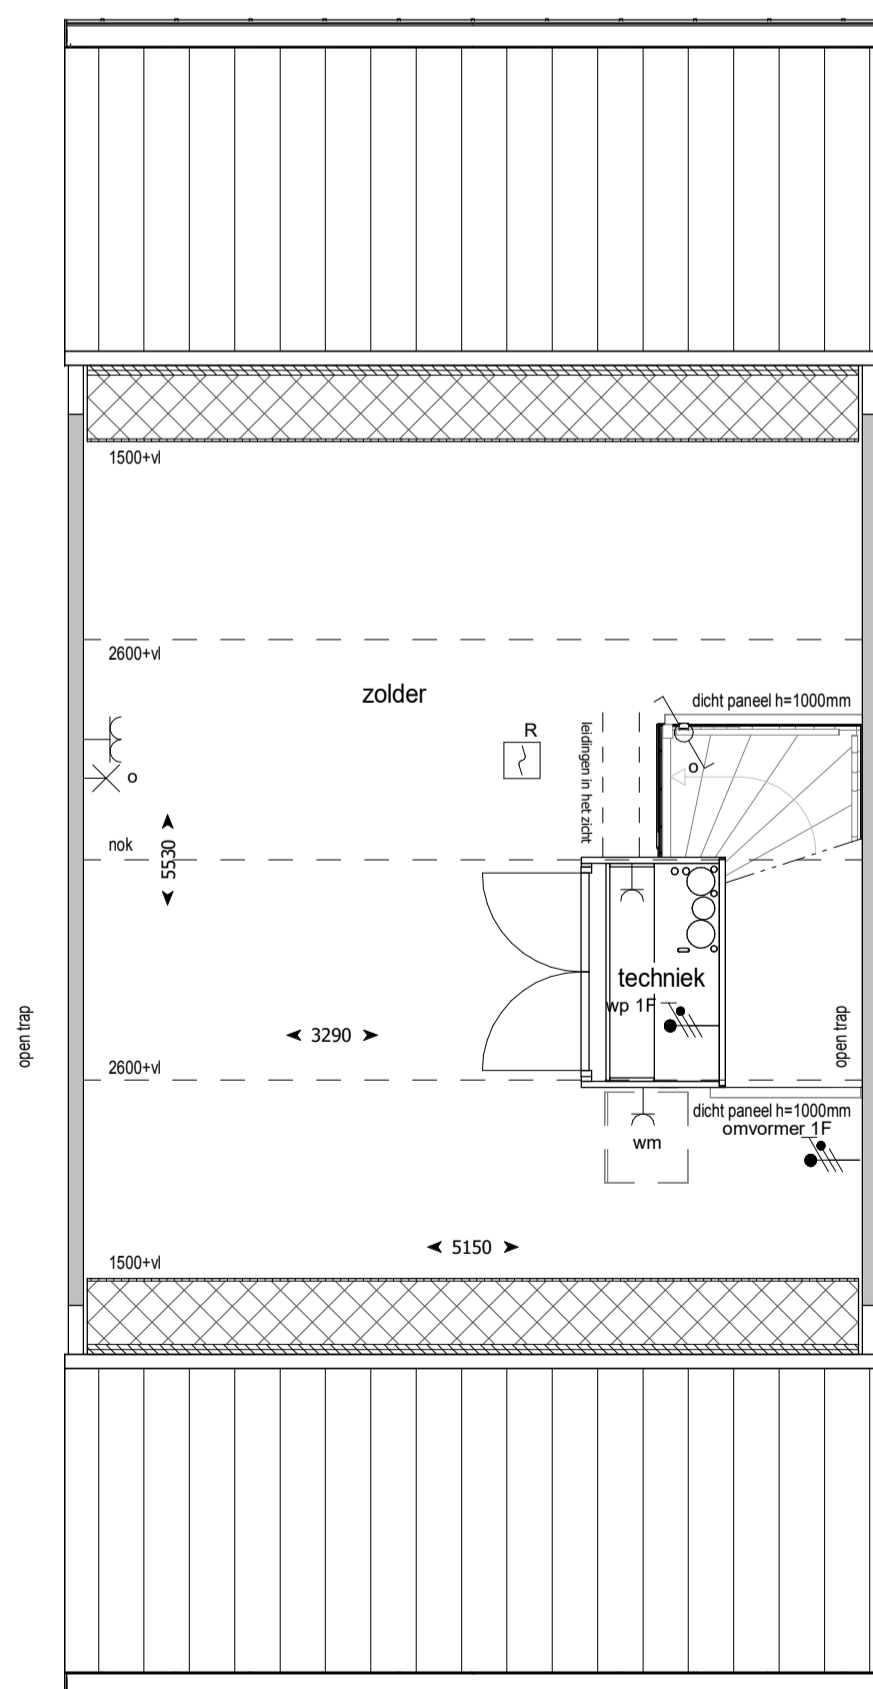 1500+vl
2600+vl
zolder
dicht paneel h=1000mm
R
leidingen in het zicht
o
o
nok
5530
techniek
wp 1F
open trap
open trap
3290
2600+vl
dicht paneel h=1000mm
omvormer 1F
wm
5150
1500+vl